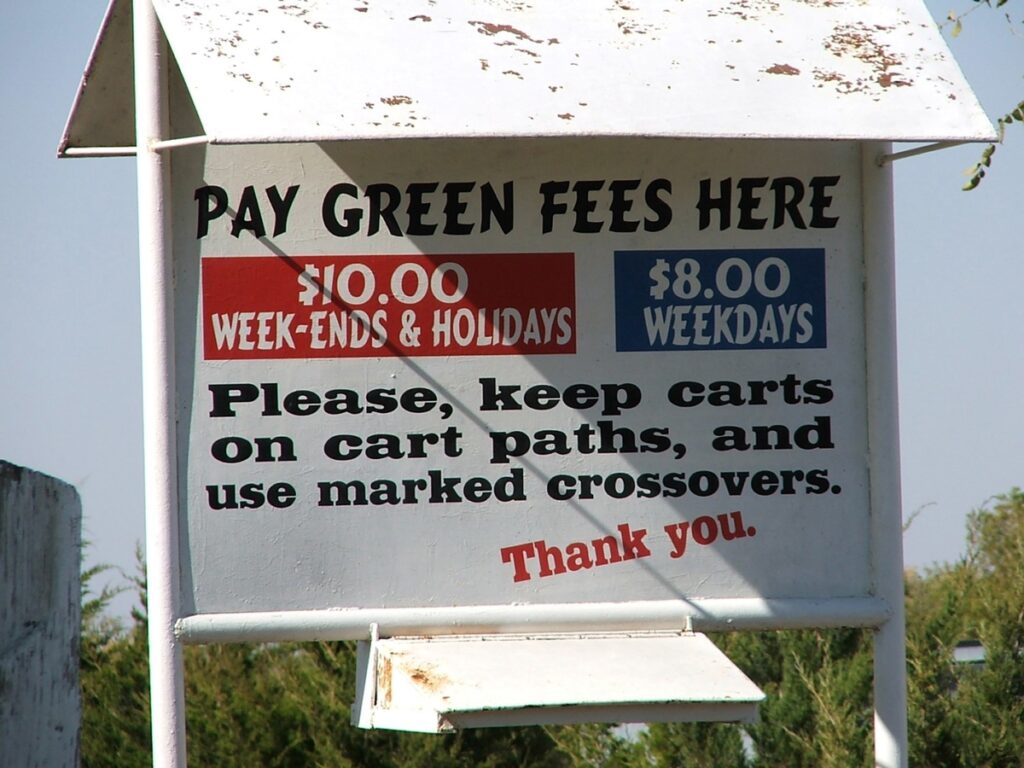 PAY GREEN FEES HERE
$10.00
WEEK-ENDS & HOLIDAYS
$8.00
WEEKDAYS
Please, keep carts
on cart paths, and
use marked crossovers.
Thank you.